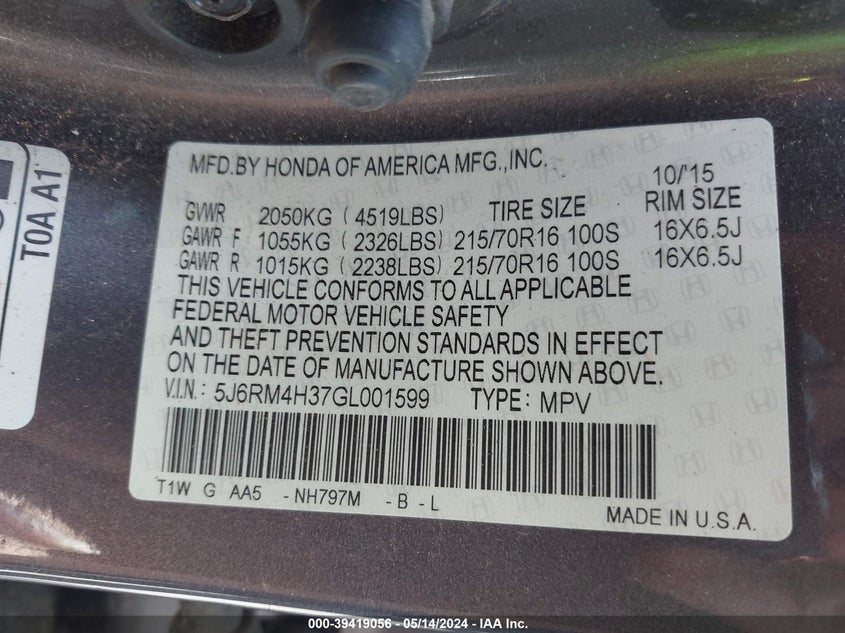 MFD.BY HONDA OF AMERICA MFG.,INC. 10/'15
GVWR 2050KG (4519LBS) TIRE SIZE RIM SIZE
GAWR F 1055KG (2326LBS) 215/70R16 100S 16X6.5J
GAWR R 1015KG (2238LBS) 215/70R16 100S 16X6.5J
THIS VEHICLE CONFORMS TO ALL APPLICABLE
FEDERAL MOTOR VEHICLE SAFETY
AND THEFT PREVENTION STANDARDS IN EFFECT
ON THE DATE OF MANUFACTURE SHOWN ABOVE.
V.I.N.: 5J6RM4H37GL001599 TYPE: MPV
T1W G AA5 -NH797M -B-L
MADE IN U.S.A.
T0A A1
000-39419056 - 05/14/2024 - IAA Inc.